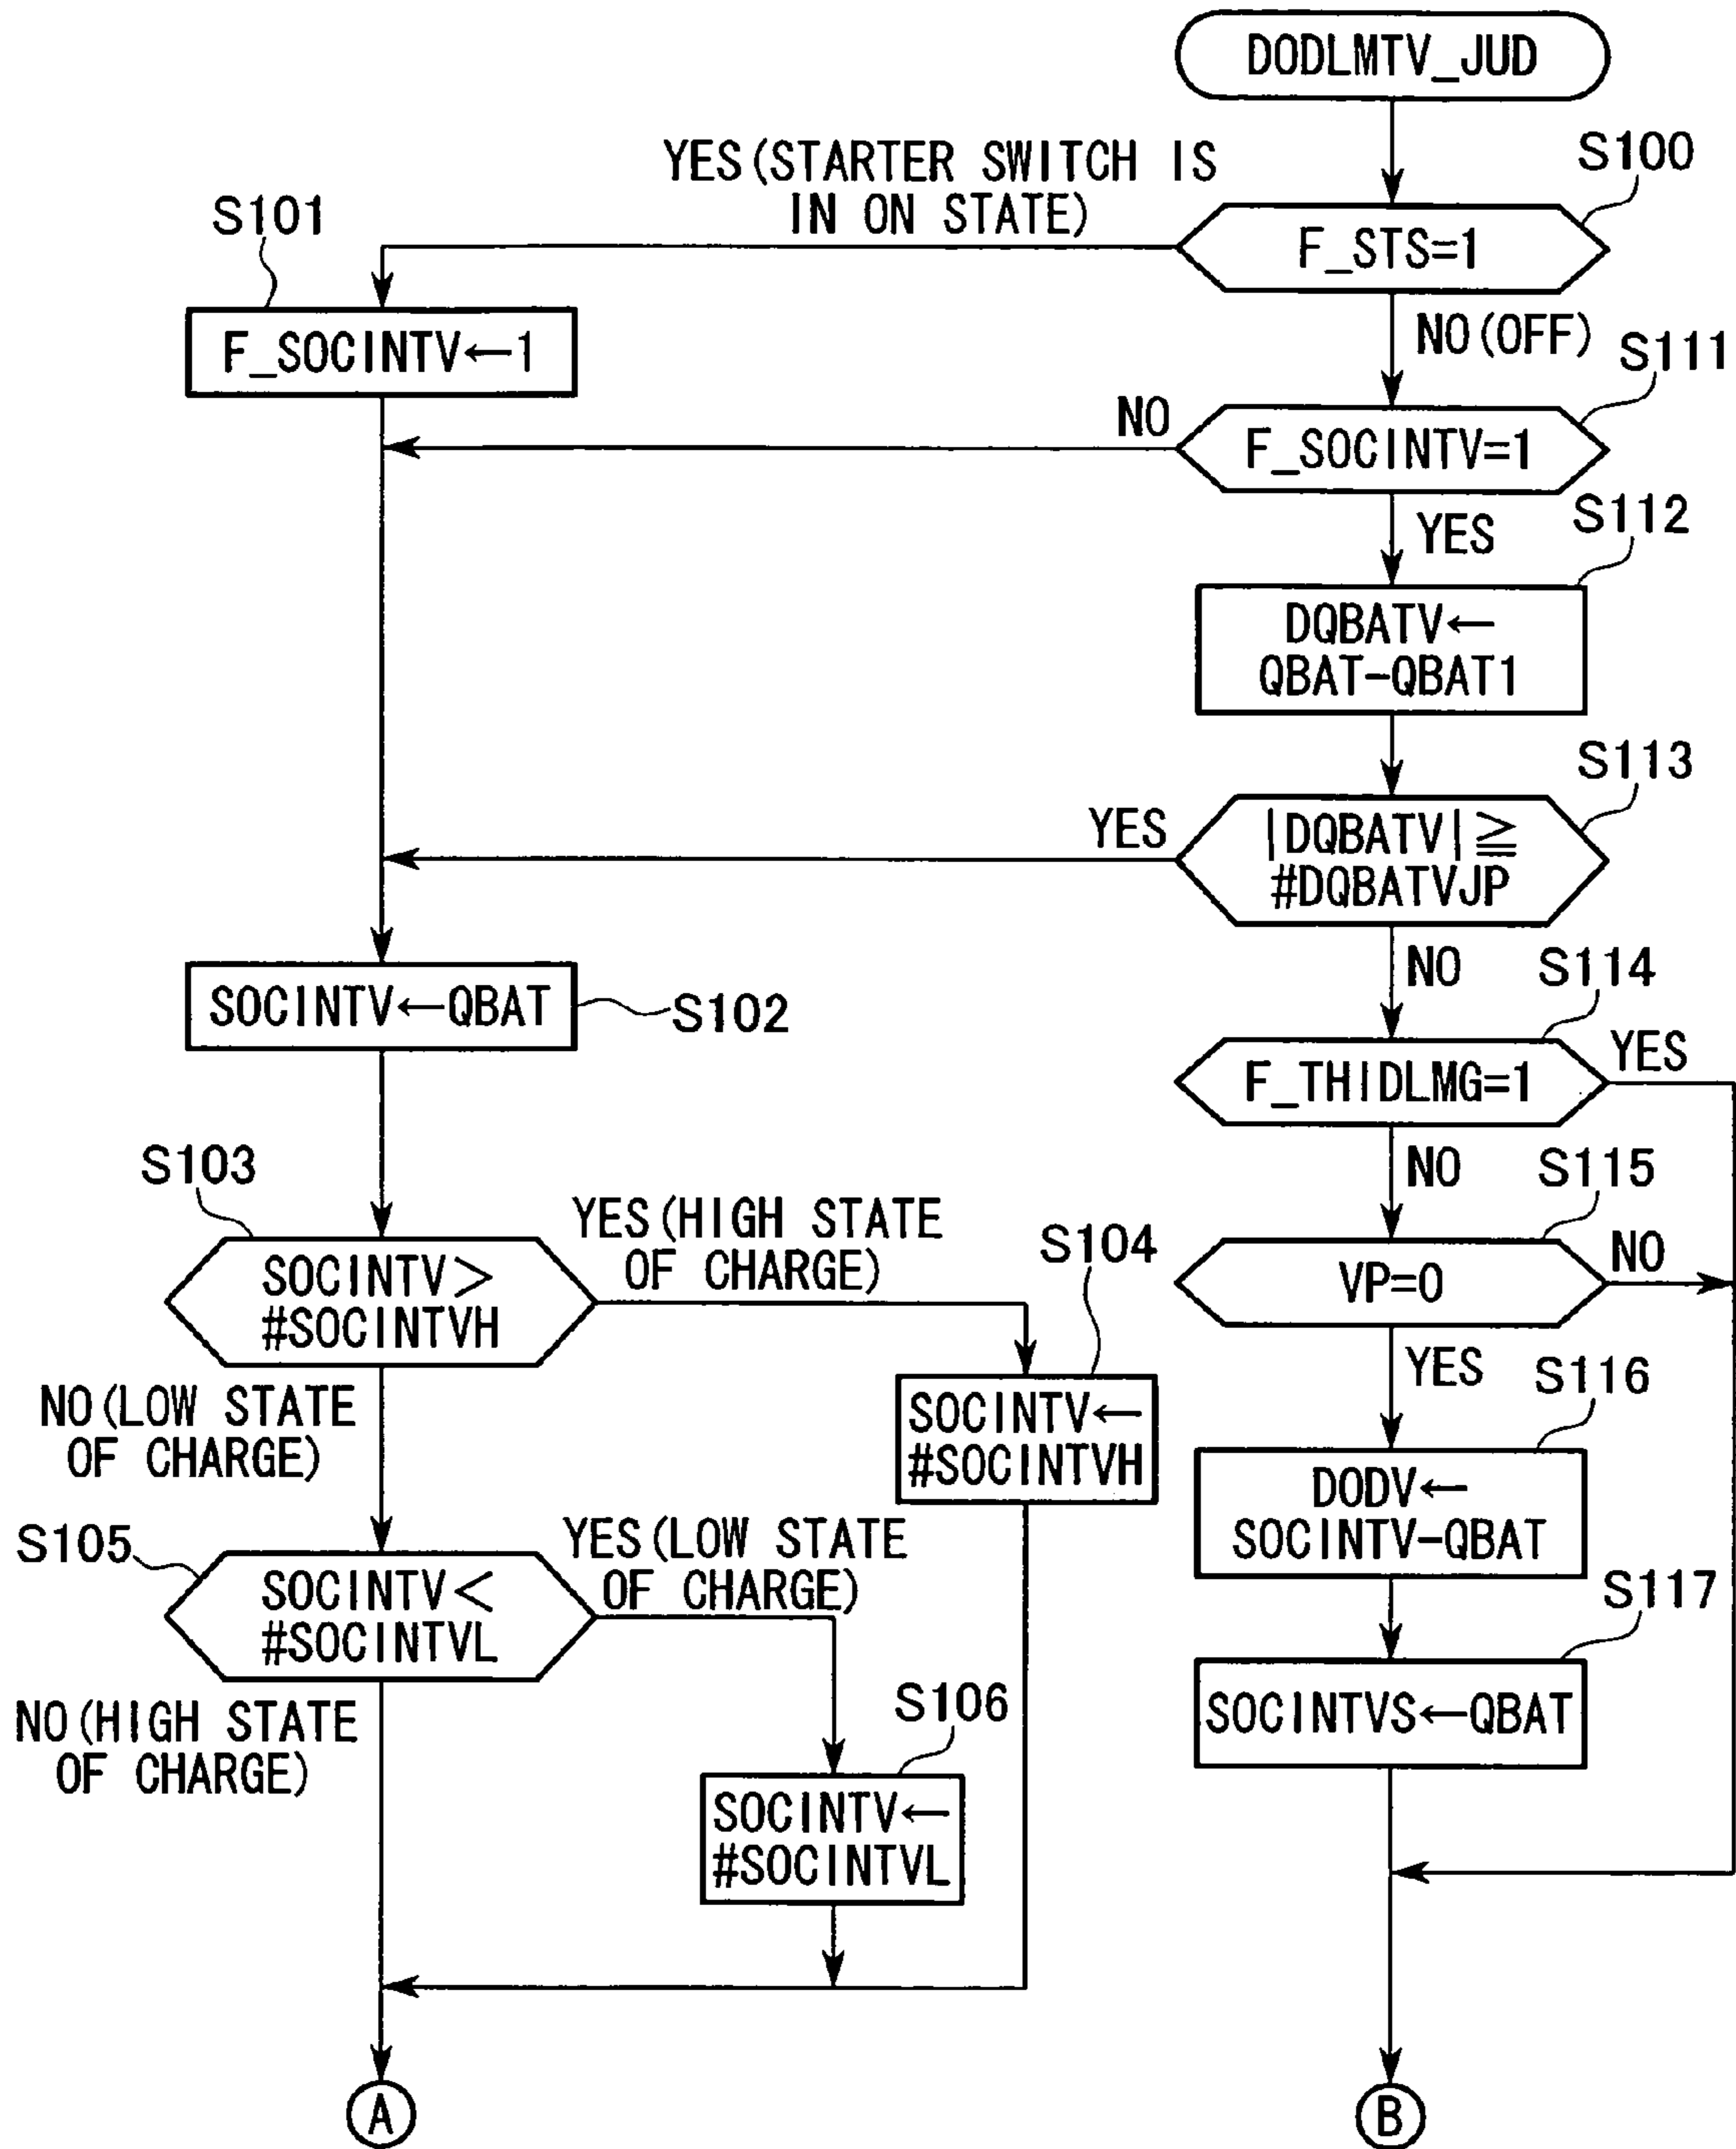 DODLMTV_JUD
YES(STARTER SWITCH IS
IN ON STATE)
S100
F_STS=1
S101
F_SOCINTV←1
NO(OFF)
S111
NO
F_SOCINTV=1
YES
S112
DQBATV←
QBAT-QBAT1
S113
YES
|DQBATV|≧
#DQBATVJP
NO
S114
SOCINTV←QBAT
S102
F_THIDLMG=1
YES
NO
S115
S103
SOCINTV>
#SOCINTVH
YES(HIGH STATE
OF CHARGE)
S104
VP=0
NO
YES
S116
NO(LOW STATE
OF CHARGE)
SOCINTV←
#SOCINTVH
DODV←
SOCINTV-QBAT
S105
SOCINTV<
#SOCINTVL
YES(LOW STATE
OF CHARGE)
S117
SOCINTVS←QBAT
NO(HIGH STATE
OF CHARGE)
S106
SOCINTV←
#SOCINTVL
A
B